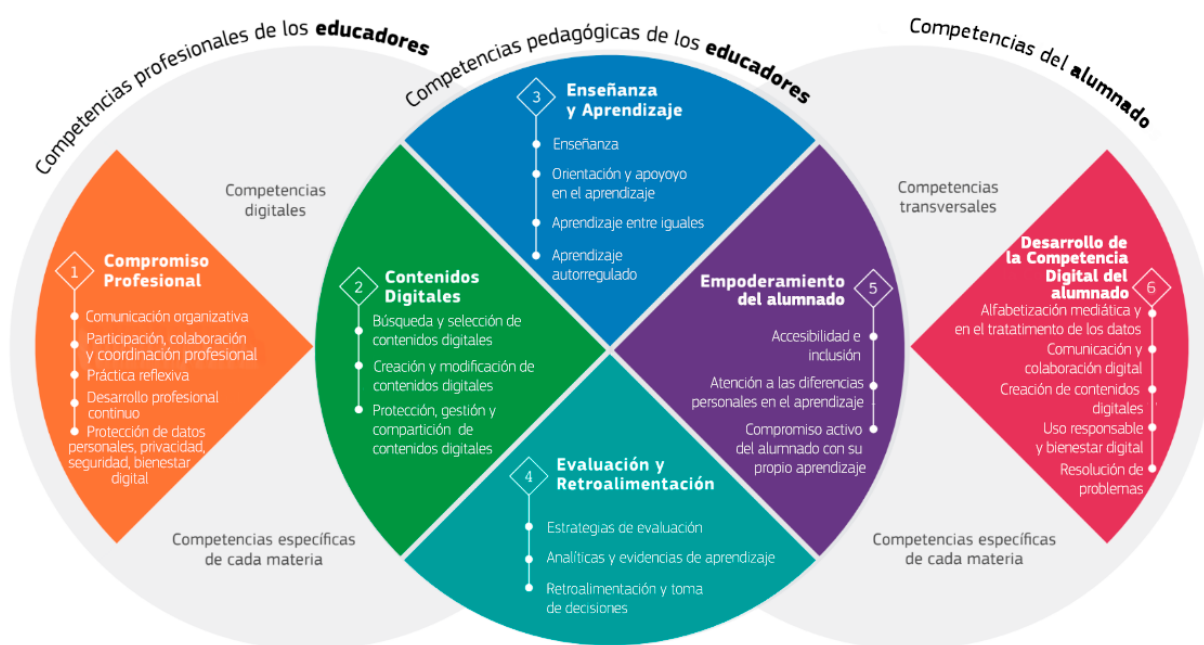 Competencias profesionales de los educadores
Competencias pedagógicas de los educadores
Competencias del alumnado
Competencias
digitales
Competencias
transversales
Competencias específicas
de cada materia
Competencias específicas
de cada materia
1
Compromiso
Profesional
Comunicación organizativa
Participación, colaboración
y coordinación profesional
Práctica reflexiva
Desarrollo profesional
continuo
Protección de datos
personales, privacidad,
seguridad, bienestar
digital
2
Contenidos
Digitales
Búsqueda y selección de
contenidos digitales
Creación y modificación de
contenidos digitales
Protección, gestión y
compartición de
contenidos digitales
3
Enseñanza
y Aprendizaje
Enseñanza
Orientación y apoyoyo
en el aprendizaje
Aprendizaje entre iguales
Aprendizaje
autorregulado
4
Evaluación y
Retroalimentación
Estrategias de evaluación
Analíticas y evidencias de aprendizaje
Retroalimentación y toma
de decisiones
5
Empoderamiento
del alumnado
Accesibilidad e
inclusión
Atención a las diferencias
personales en el aprendizaje
Compromiso activo
del alumnado con su
propio aprendizaje
6
Desarrollo de
la Competencia
Digital del
alumnado
Alfabetización mediática y
en el tratatimento de los datos
Comunicación y
colaboración digital
Creación de contenidos
digitales
Uso responsable
y bienestar digital
Resolución de
problemas